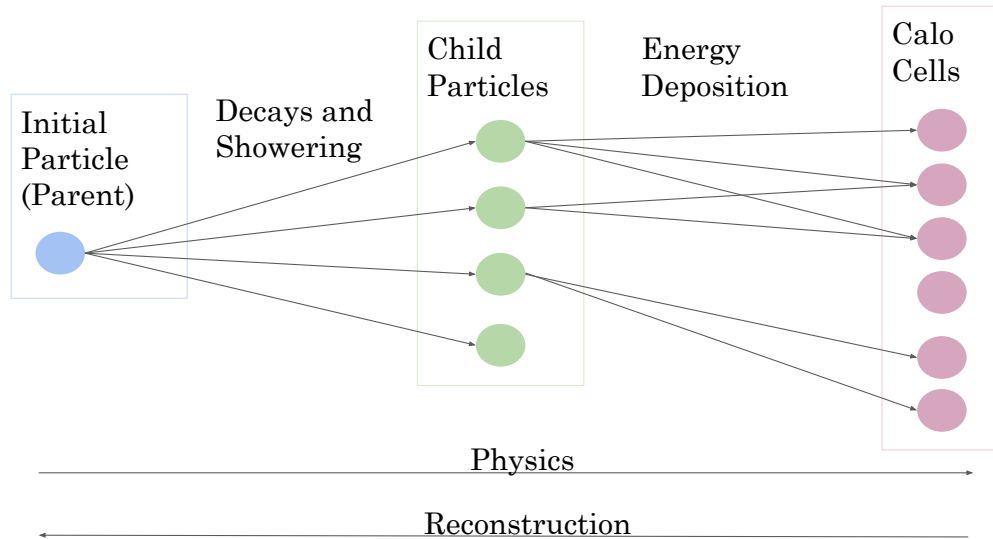 Initial
Particle
(Parent)
Decays and
Showering
Child
Particles
Energy
Deposition
Calo
Cells
Physics
Reconstruction